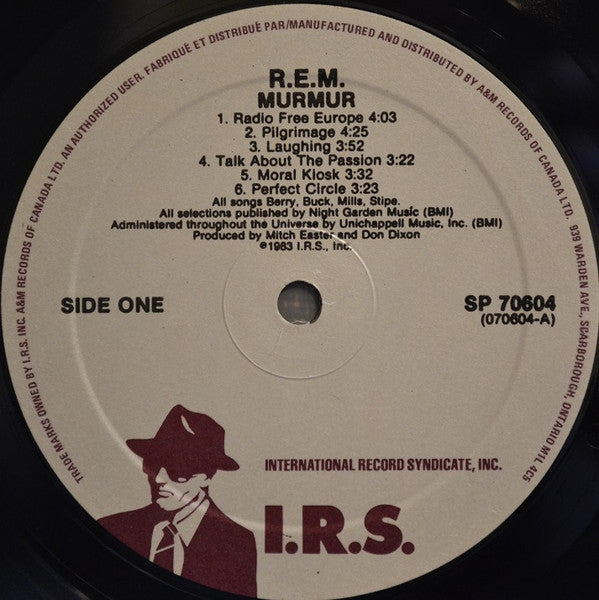 FABRIQUÉ ET DISTRIBUÉ PAR/MANUFACTURED AND DISTRIBUTED BY A&M RECORDS OF CANADA LTD. 939 WARDEN AVE., SCARBOROUGH, ONTARIO M1L 4C5
TRADE MARKS OWNED BY I.R.S. INC. A&M RECORDS OF CANADA LTD. AN AUTHORIZED USER.
R.E.M.
MURMUR
1. Radio Free Europe 4:03
2. Pilgrimage 4:25
3. Laughing 3:52
4. Talk About The Passion 3:22
5. Moral Kiosk 3:32
6. Perfect Circle 3:23
All songs Berry, Buck, Mills, Stipe.
All selections published by Night Garden Music (BMI)
Administered throughout the Universe by Unichappell Music, Inc. (BMI)
Produced by Mitch Easter and Don Dixon
℗1983 I.R.S., Inc.
SIDE ONE
SP 70604
(070604-A)
INTERNATIONAL RECORD SYNDICATE, INC.
I.R.S.